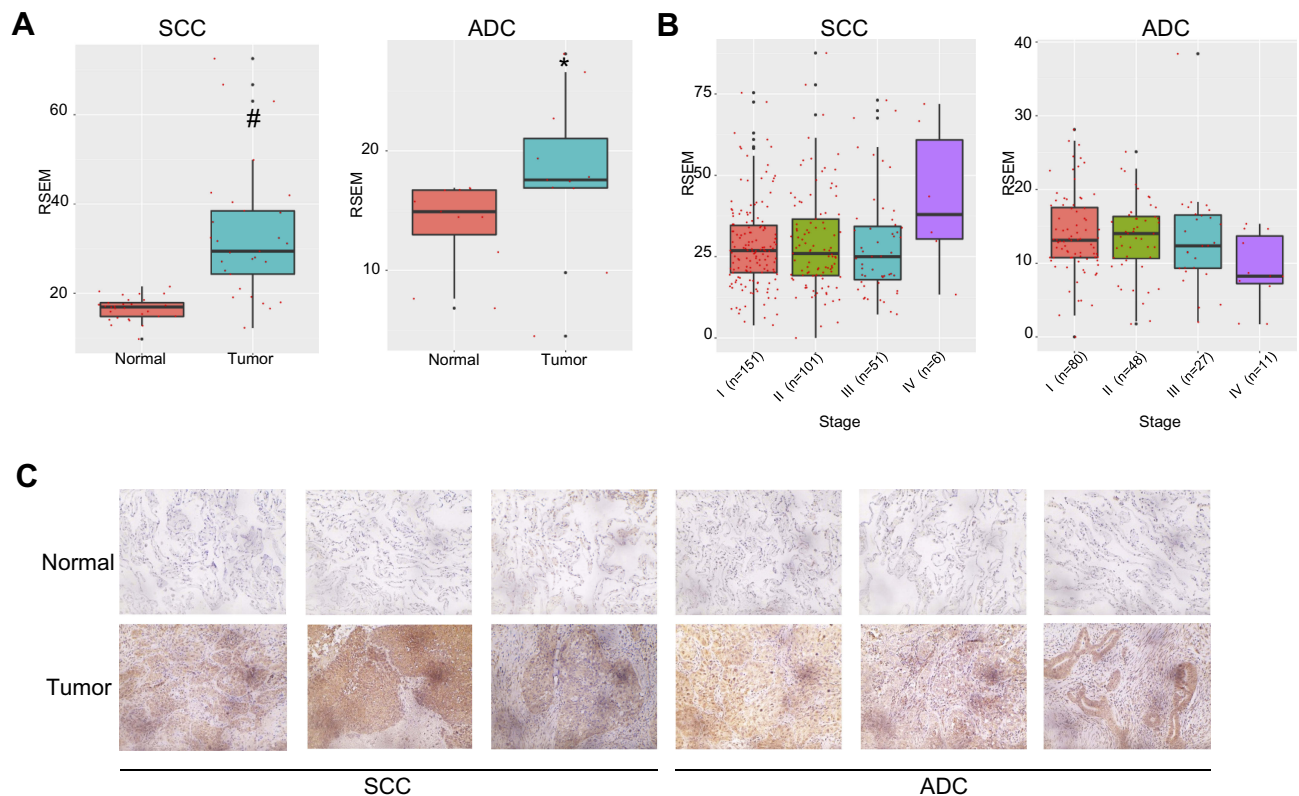 A
SCC
ADC
RSEM
60
40
20
#
Normal
Tumor
RSEM
20
10
*
Normal
Tumor
B
SCC
ADC
RSEM
75
50
25
0
I (n=151)
II (n=101)
III (n=51)
IV (n=6)
Stage
RSEM
40
30
20
10
0
I (n=80)
II (n=48)
III (n=27)
IV (n=11)
Stage
C
Normal
Tumor
SCC
ADC